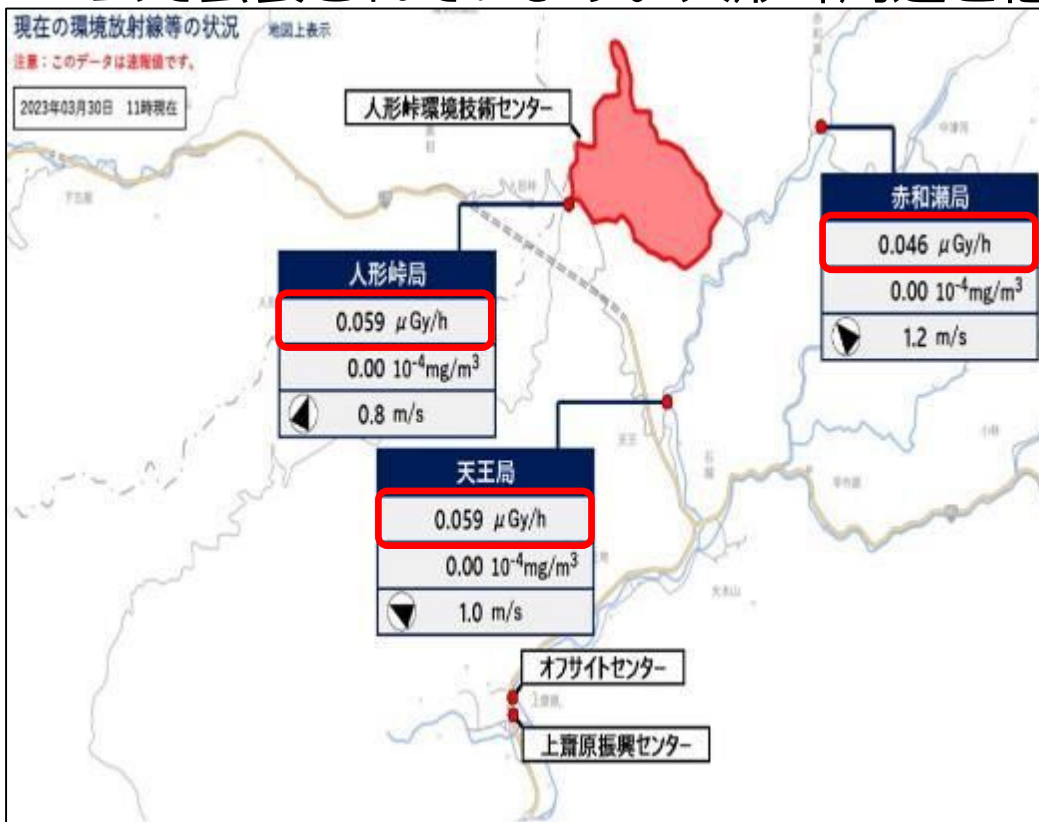 現在の環境放射線等の状況 地図上表示
注意：このデータは速報値です。
2023年03月30日 11時現在
人形峠環境技術センター
赤和瀬局
0.046 μGy/h
0.00 10⁻⁴mg/m³
1.2 m/s
人形峠局
0.059 μGy/h
0.00 10⁻⁴mg/m³
0.8 m/s
天王局
0.059 μGy/h
0.00 10⁻⁴mg/m³
1.0 m/s
天王
石越
小林
オフサイトセンター
上齋原振興センター